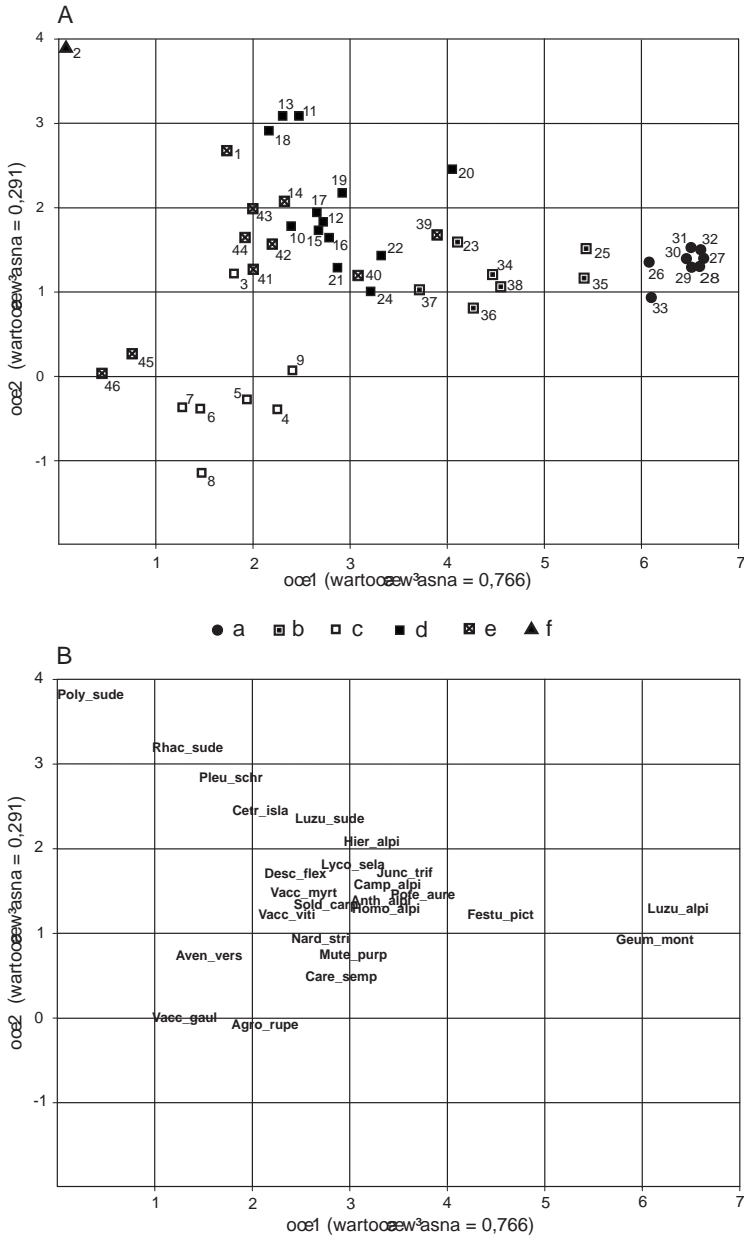 A
4
2
13 11
3
18
1
20
19
14
17
43
2
12
39
10
15
44
16
23
31
32
42
22
25
30
27
21
34
26
41
40
29 28
3
35
1
37
38
24
33
36
9
45
0
46
5
7
6
4
-1
8
1 2 3 4 5 6 7
a b c d e f
B
4
Poly_sude
Rhac_sude
3
Pleu_schr
Cetr_isla
Luzu_sude
Hier_alpi
2
Lyco_sela
Desc_flex Junc_trif
Camp_alpi
Vacc_myrt Pote_aure
Anth_alpi
Sold_carp
Homo_alpi
Vacc_viti Festu_pict Luzu_alpi
1
Nard_stri Geum_mont
Aven_vers Mute_purp
Care_semp
0
Vacc_gaul
Agro_rupe
-1
1 2 3 4 5 6 7